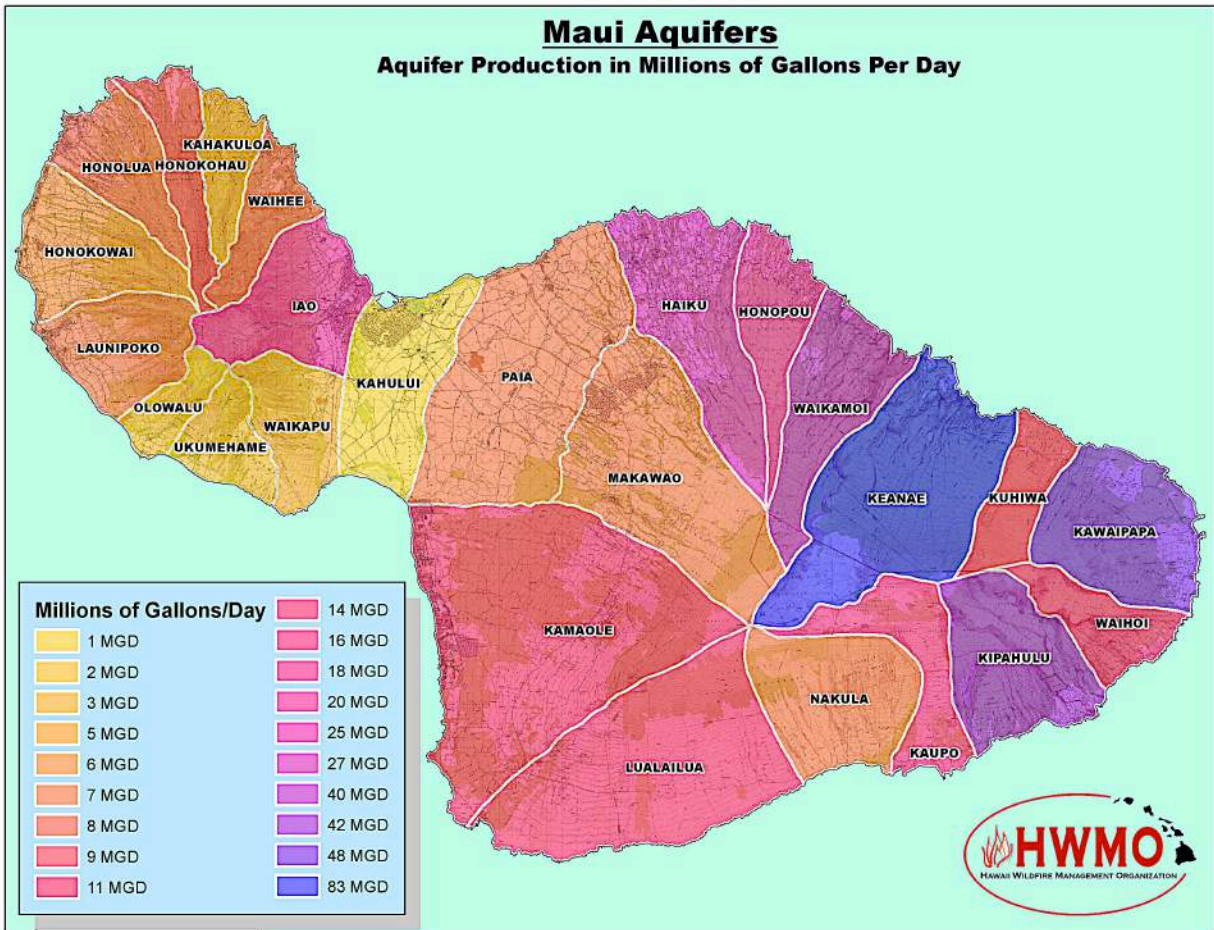 Maui Aquifers
Aquifer Production in Millions of Gallons Per Day
KAHAKULOA
HONOLUA
HONOKOHAU
WAIHEE
HONOKOWAI
IAO
LAUNIPOKO
OLOWALU
UKUMEHAME
WAIKAPU
KAHULUI
PAIA
HAIKU
HONOPOU
WAIKAMOI
MAKAWAO
KEANAE
KUHIWA
KAWAIPAPA
KAMAOLE
WAIHOI
KIPAHULU
NAKULA
KAUPO
LUALAILUA
Millions of Gallons/Day
1 MGD
2 MGD
3 MGD
5 MGD
6 MGD
7 MGD
8 MGD
9 MGD
11 MGD
14 MGD
16 MGD
18 MGD
20 MGD
25 MGD
27 MGD
40 MGD
42 MGD
48 MGD
83 MGD
HWMO
HAWAII WILDFIRE MANAGEMENT ORGANIZATION